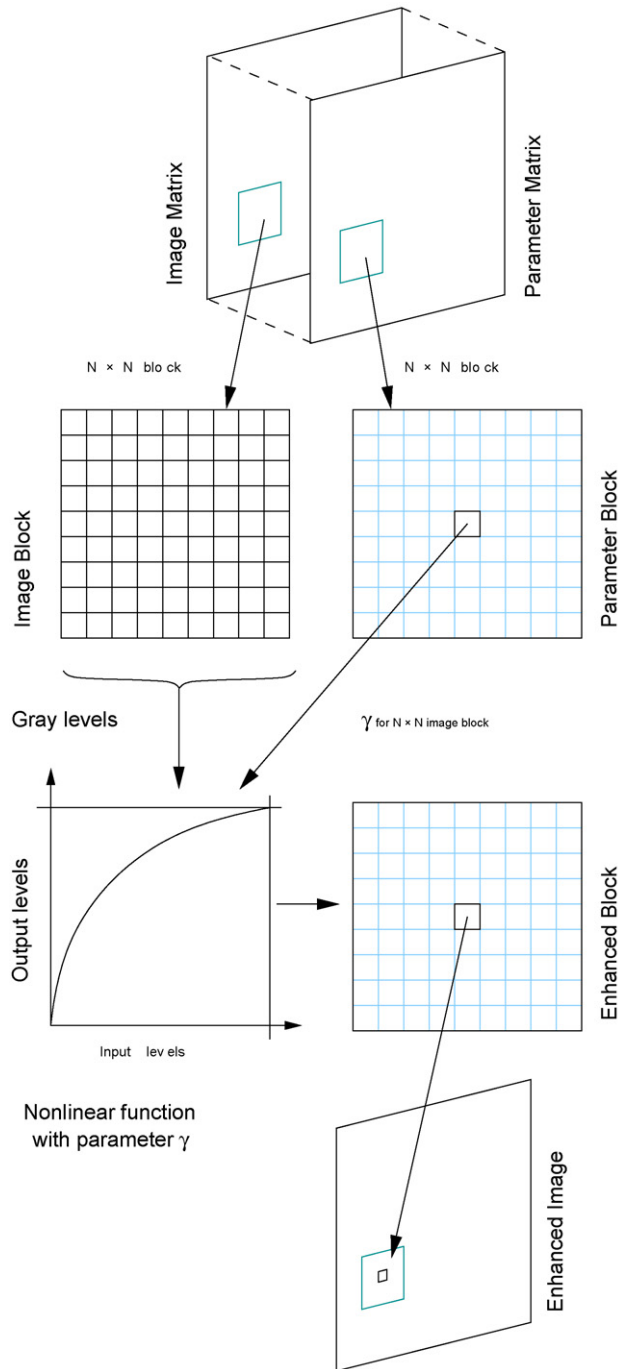 Image Matrix
Parameter Matrix
N × N blo ck
N × N blo ck
Image Block
Parameter Block
Gray levels
γ for N × N image block
Output levels
Enhanced Block
Input lev els
Nonlinear function
with parameter γ
Enhanced Image